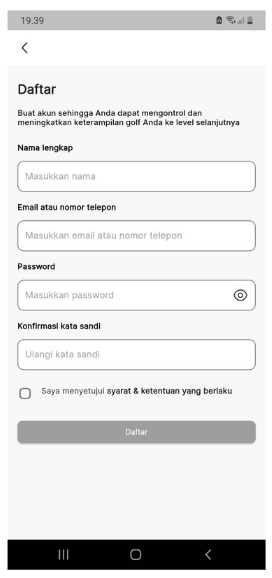 19.39
Daftar
Buat akun sehingga Anda dapat mengontrol dan
meningkatkan keterampilan golf Anda ke level selanjutnya
Nama lengkap
Masukkan nama
Email atau nomor telepon
Masukkan email atau nomor telepon
Password
Masukkan password
Konfirmasi kata sandi
Ulangi kata sandi
Saya menyetujui syarat & ketentuan yang berlaku
Daftar